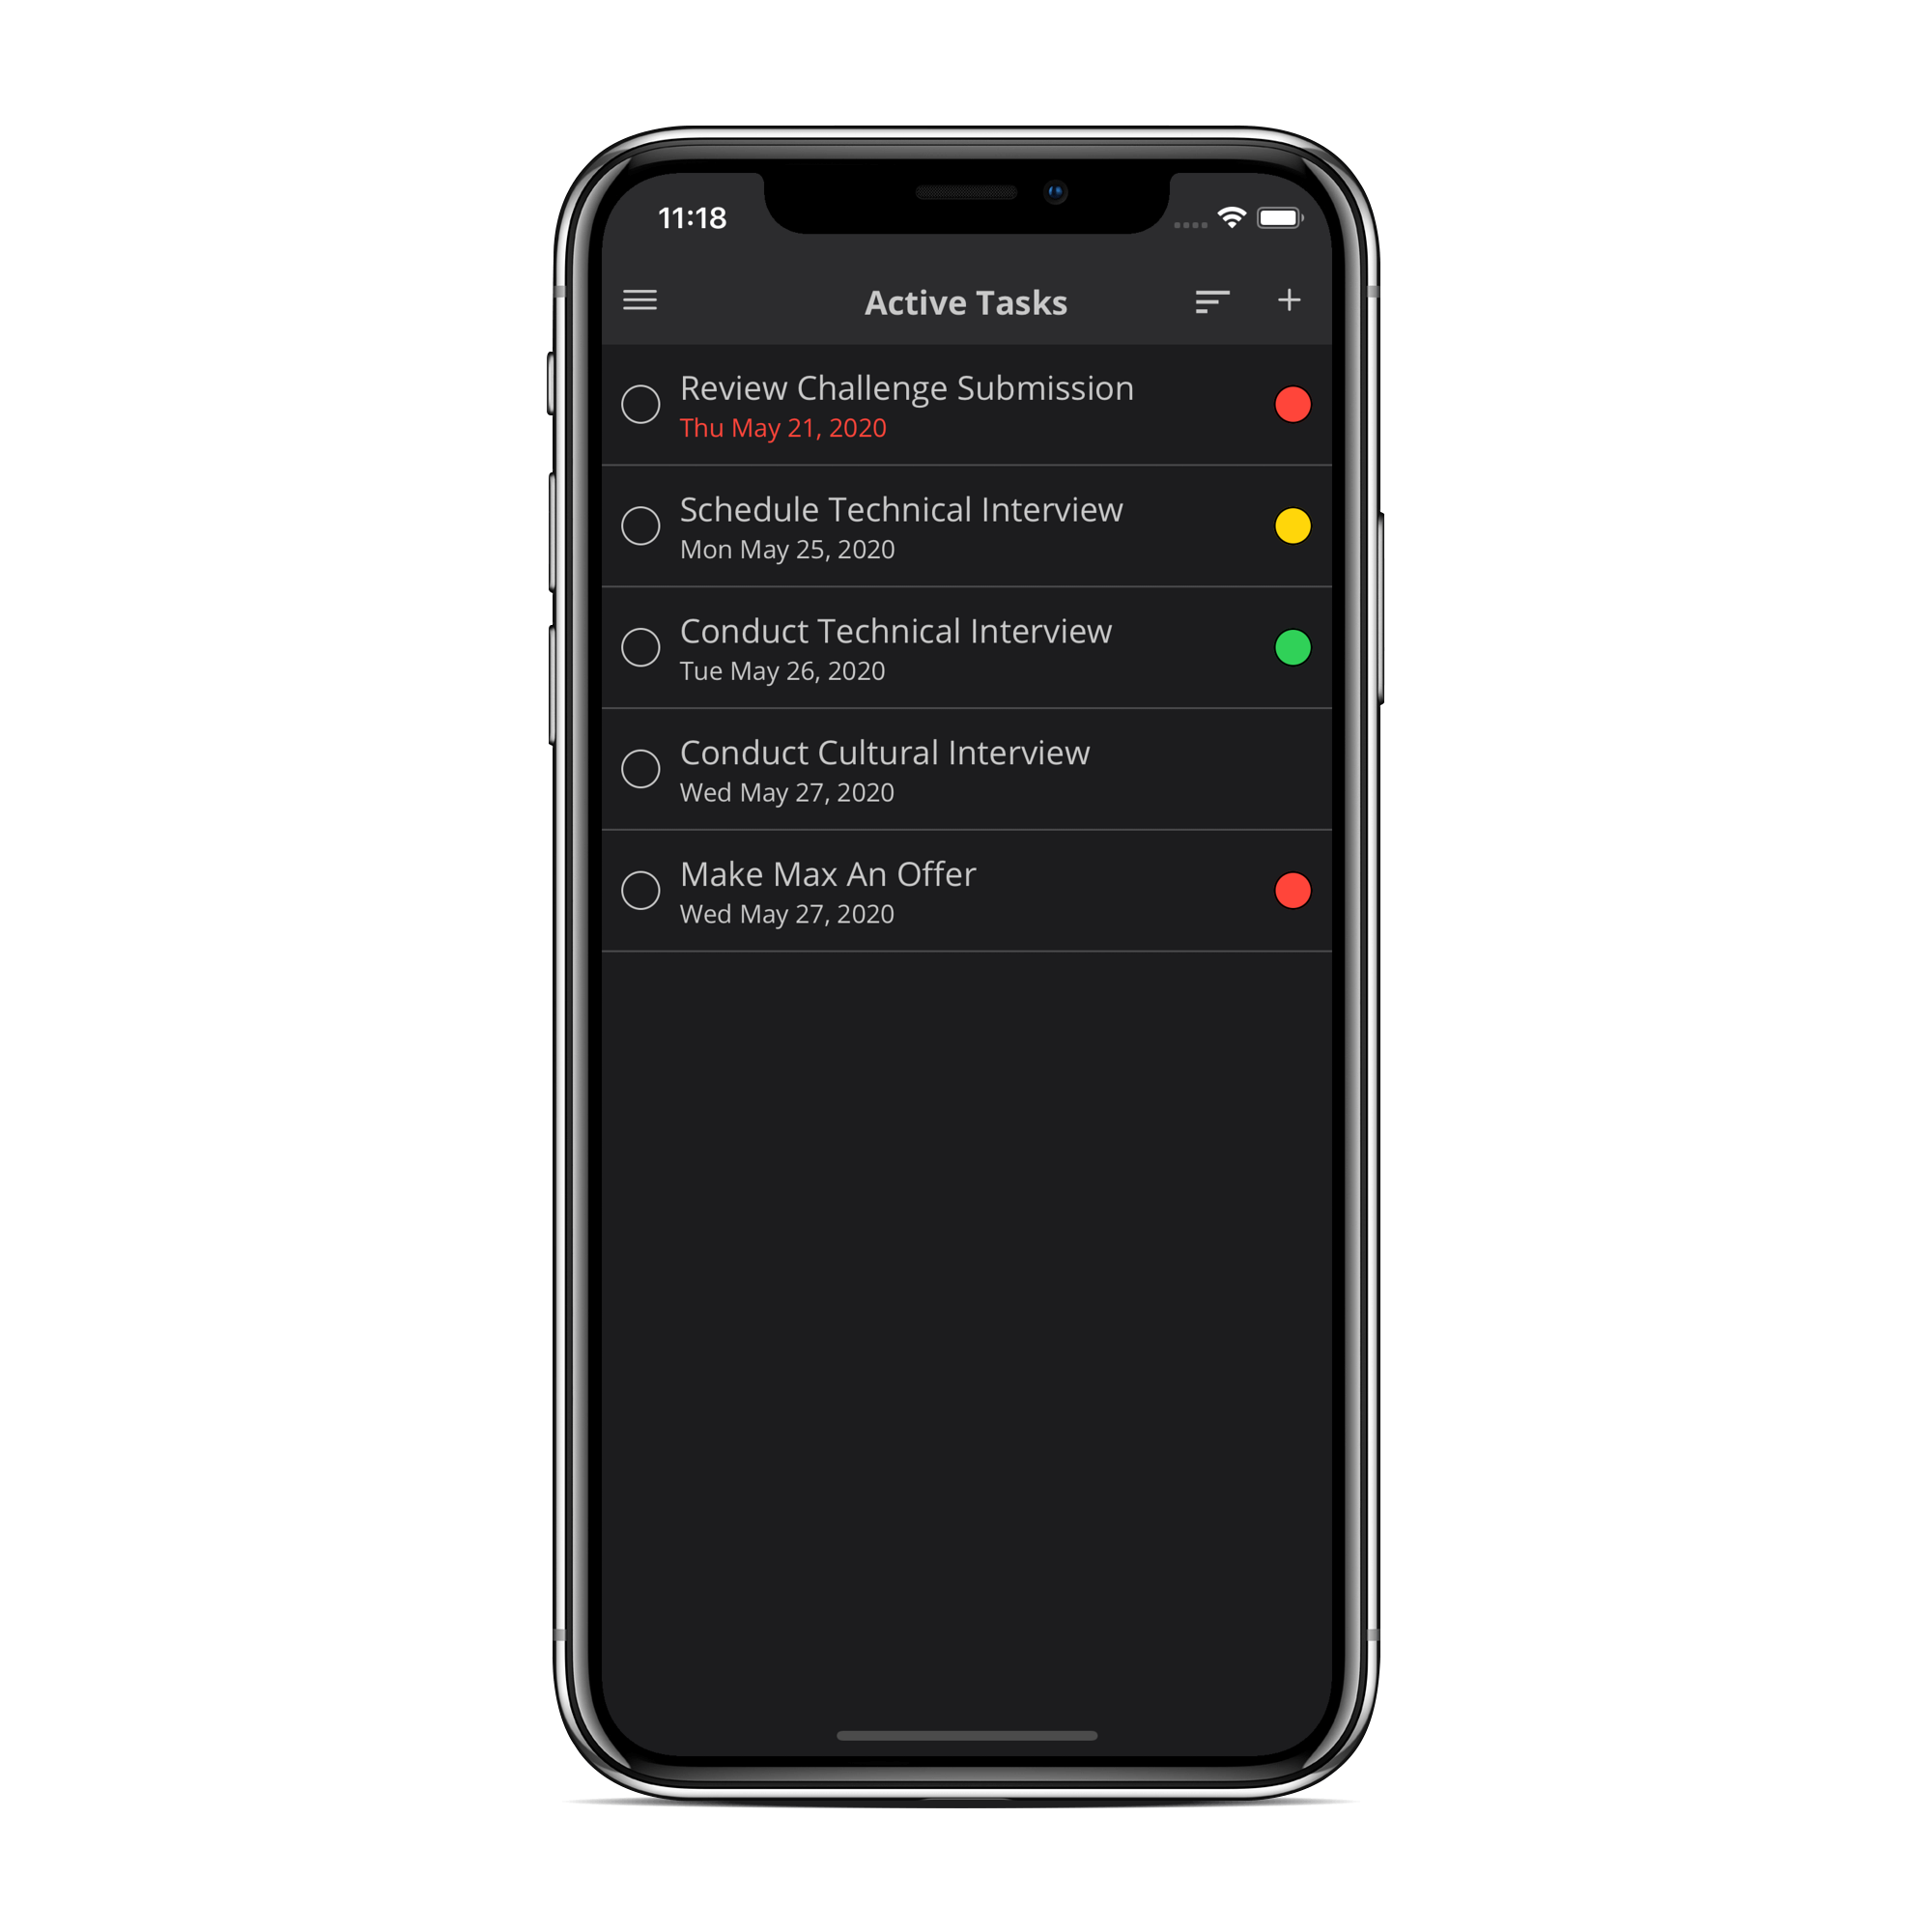 11:18
Active Tasks
Review Challenge Submission
Thu May 21, 2020
Schedule Technical Interview
Mon May 25, 2020
Conduct Technical Interview
Tue May 26, 2020
Conduct Cultural Interview
Wed May 27, 2020
Make Max An Offer
Wed May 27, 2020